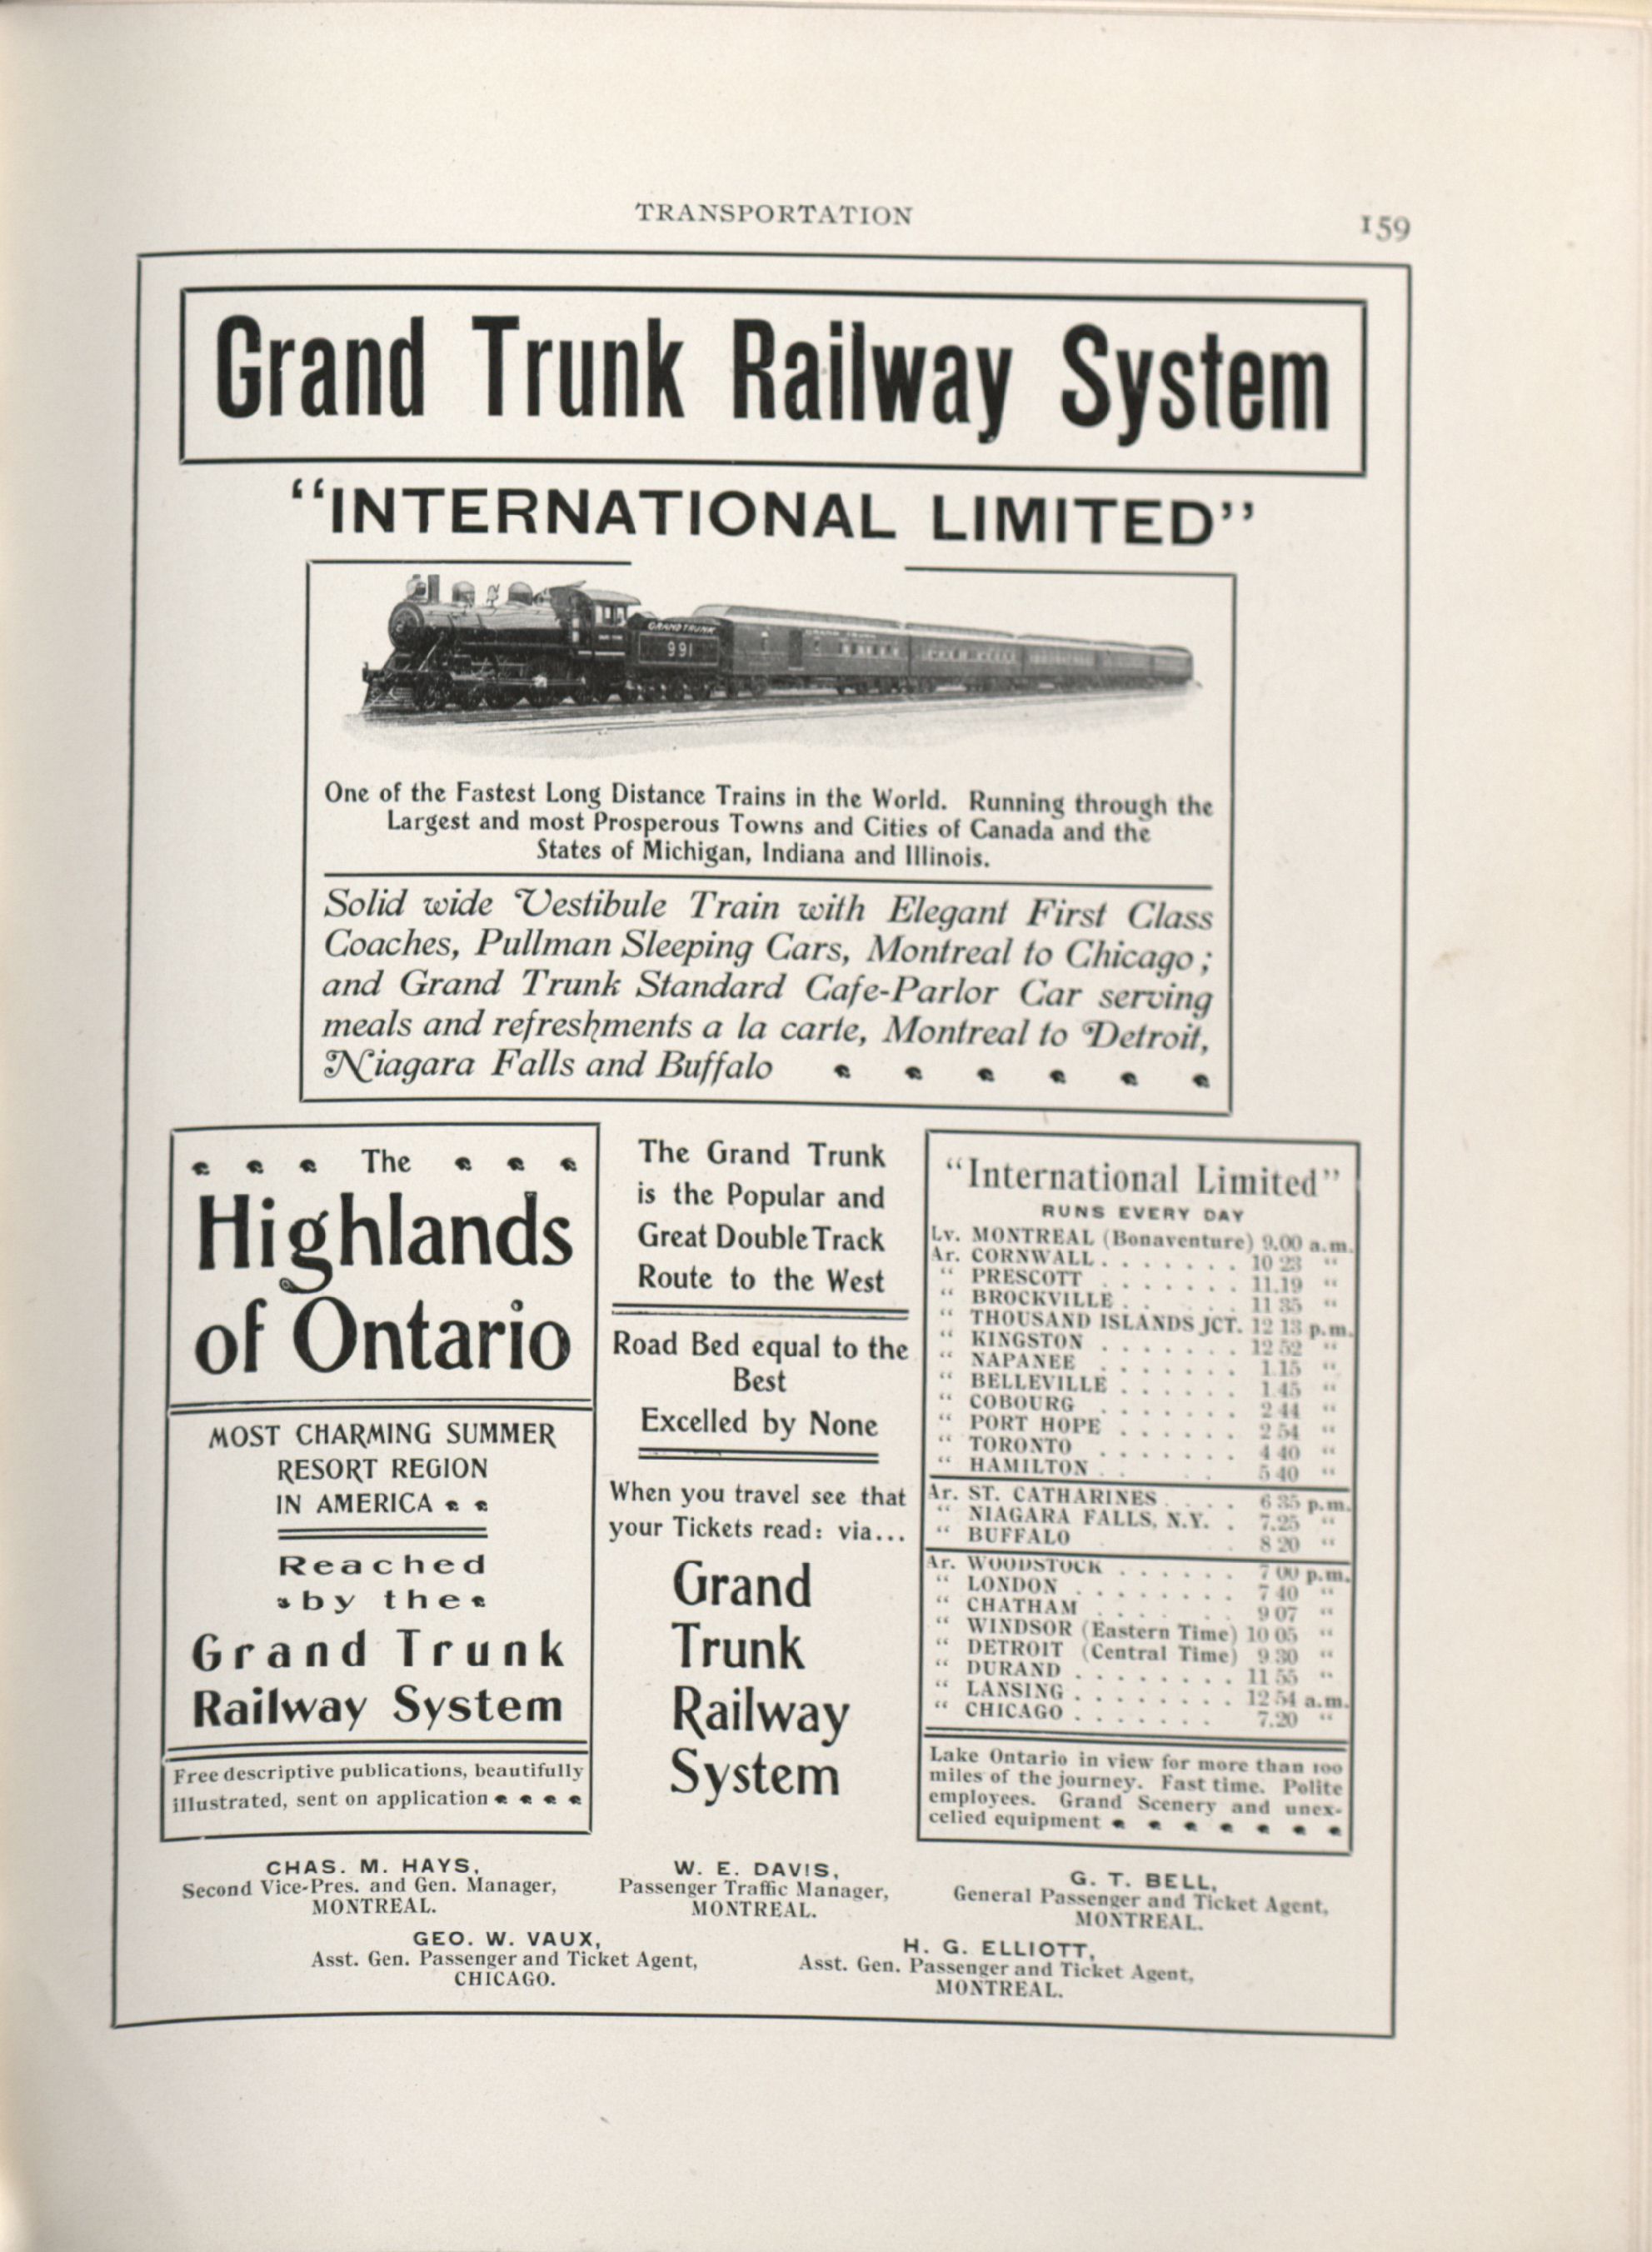 TRANSPORTATION
159
Grand Trunk Railway System
“INTERNATIONAL LIMITED”
GRAND TRUNK
991
One of the Fastest Long Distance Trains in the World. Running through the
Largest and most Prosperous Towns and Cities of Canada and the
States of Michigan, Indiana and Illinois.
Solid wide Vestibule Train with Elegant First Class
Coaches, Pullman Sleeping Cars, Montreal to Chicago;
and Grand Trunk Standard Cafe-Parlor Car serving
meals and refreshments a la carte, Montreal to Detroit,
Niagara Falls and Buffalo
The
Highlands
of Ontario
MOST CHARMING SUMMER
RESORT REGION
IN AMERICA
Reached
by the
Grand Trunk
Railway System
Free descriptive publications, beautifully
illustrated, sent on application
The Grand Trunk
is the Popular and
Great Double Track
Route to the West
Road Bed equal to the
Best
Excelled by None
When you travel see that
your Tickets read: via...
Grand
Trunk
Railway
System
“International Limited”
RUNS EVERY DAY
Lv. MONTREAL (Bonaventure) 9.00 a.m.
Ar. CORNWALL . . . . . . . 10 23 “
“ PRESCOTT . . . . . . . 11.19 “
“ BROCKVILLE . . . . . 11 35 “
“ THOUSAND ISLANDS JCT. 12 13 p.m.
“ KINGSTON . . . . . . . 12 52 “
“ NAPANEE . . . . . . . 1.15 “
“ BELLEVILLE . . . . . . 1.45 “
“ COBOURG . . . . . . . 2 44 “
“ PORT HOPE . . . . . . 2 54 “
“ TORONTO . . . . . . . 4 40 “
“ HAMILTON . . . 5 40 “
Ar. ST. CATHARINES . . . . 6 35 p.m.
“ NIAGARA FALLS, N.Y. . 7.25 “
“ BUFFALO . 8 20 “
Ar. WOODSTOCK . . . . . . 7 00 p.m.
“ LONDON . . . . . . . . 7 40 “
“ CHATHAM . . . . . . 9 07 “
“ WINDSOR (Eastern Time) 10 05 “
“ DETROIT (Central Time) 9 30 “
“ DURAND . . . . . . . . 11 55 “
“ LANSING . . . . . . . . 12 54 a.m.
“ CHICAGO . . . . . . . 7.20 “
Lake Ontario in view for more than 100
miles of the journey. Fast time. Polite
employees. Grand Scenery and unex-
celled equipment
CHAS. M. HAYS,
Second Vice-Pres. and Gen. Manager,
MONTREAL.
W. E. DAVIS,
Passenger Traffic Manager,
MONTREAL.
G. T. BELL,
General Passenger and Ticket Agent,
MONTREAL.
GEO. W. VAUX,
Asst. Gen. Passenger and Ticket Agent,
CHICAGO.
H. G. ELLIOTT,
Asst. Gen. Passenger and Ticket Agent,
MONTREAL.